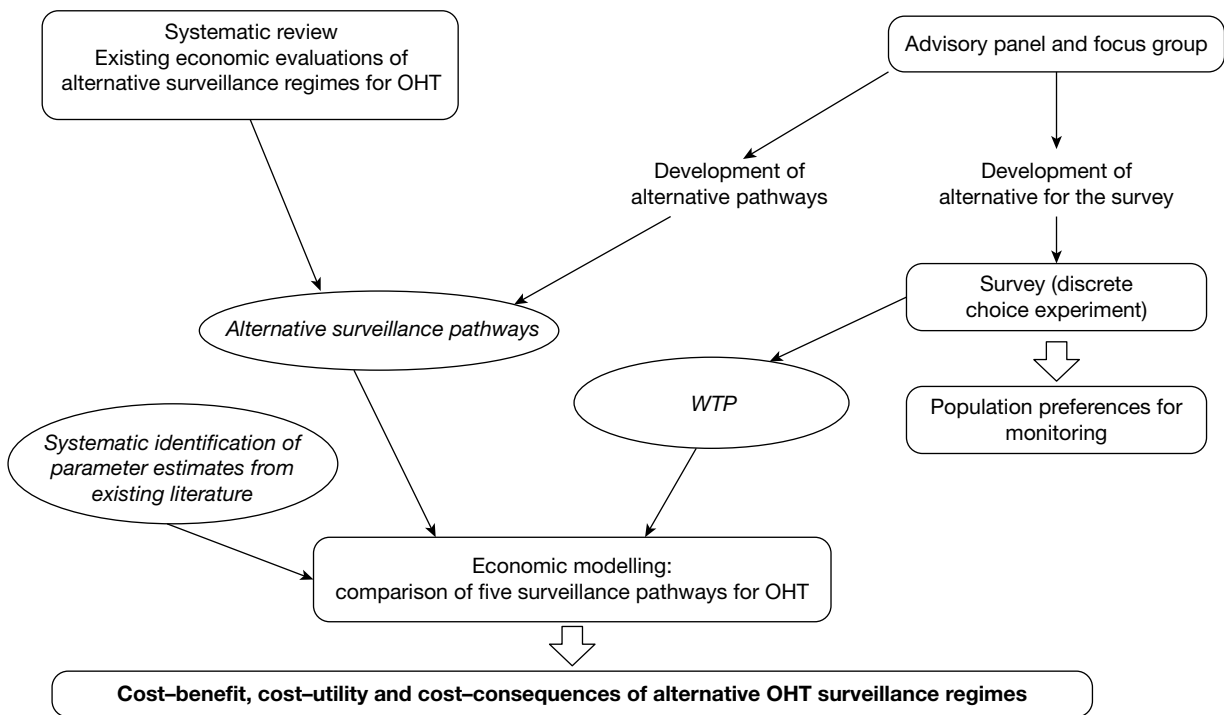 Systematic review
Existing economic evaluations of
alternative surveillance regimes for OHT
Advisory panel and focus group
Development of
alternative pathways
Development of
alternative for the survey
Survey (discrete
choice experiment)
Alternative surveillance pathways
WTP
Population preferences for
monitoring
Systematic identification of
parameter estimates from
existing literature
Economic modelling:
comparison of five surveillance pathways for OHT
Cost–benefit, cost–utility and cost–consequences of alternative OHT surveillance regimes